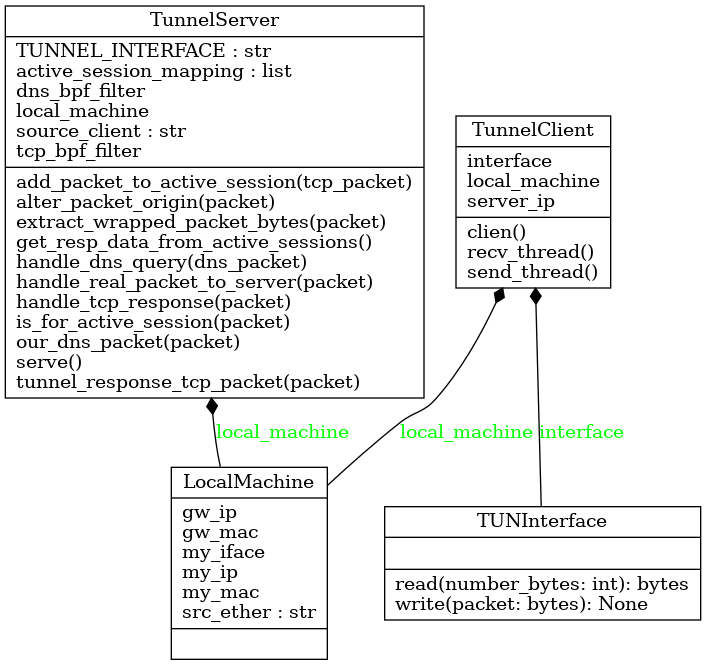 TunnelServer
TUNNEL_INTERFACE : str
active_session_mapping : list
dns_bpf_filter
local_machine
source_client : str
tcp_bpf_filter
add_packet_to_active_session(tcp_packet)
alter_packet_origin(packet)
extract_wrapped_packet_bytes(packet)
get_resp_data_from_active_sessions()
handle_dns_query(dns_packet)
handle_real_packet_to_server(packet)
handle_tcp_response(packet)
is_for_active_session(packet)
our_dns_packet(packet)
serve()
tunnel_response_tcp_packet(packet)
TunnelClient
interface
local_machine
server_ip
clien()
recv_thread()
send_thread()
local_machine
local_machine
interface
LocalMachine
gw_ip
gw_mac
my_iface
my_ip
my_mac
src_ether : str
TUNInterface
read(number_bytes: int): bytes
write(packet: bytes): None